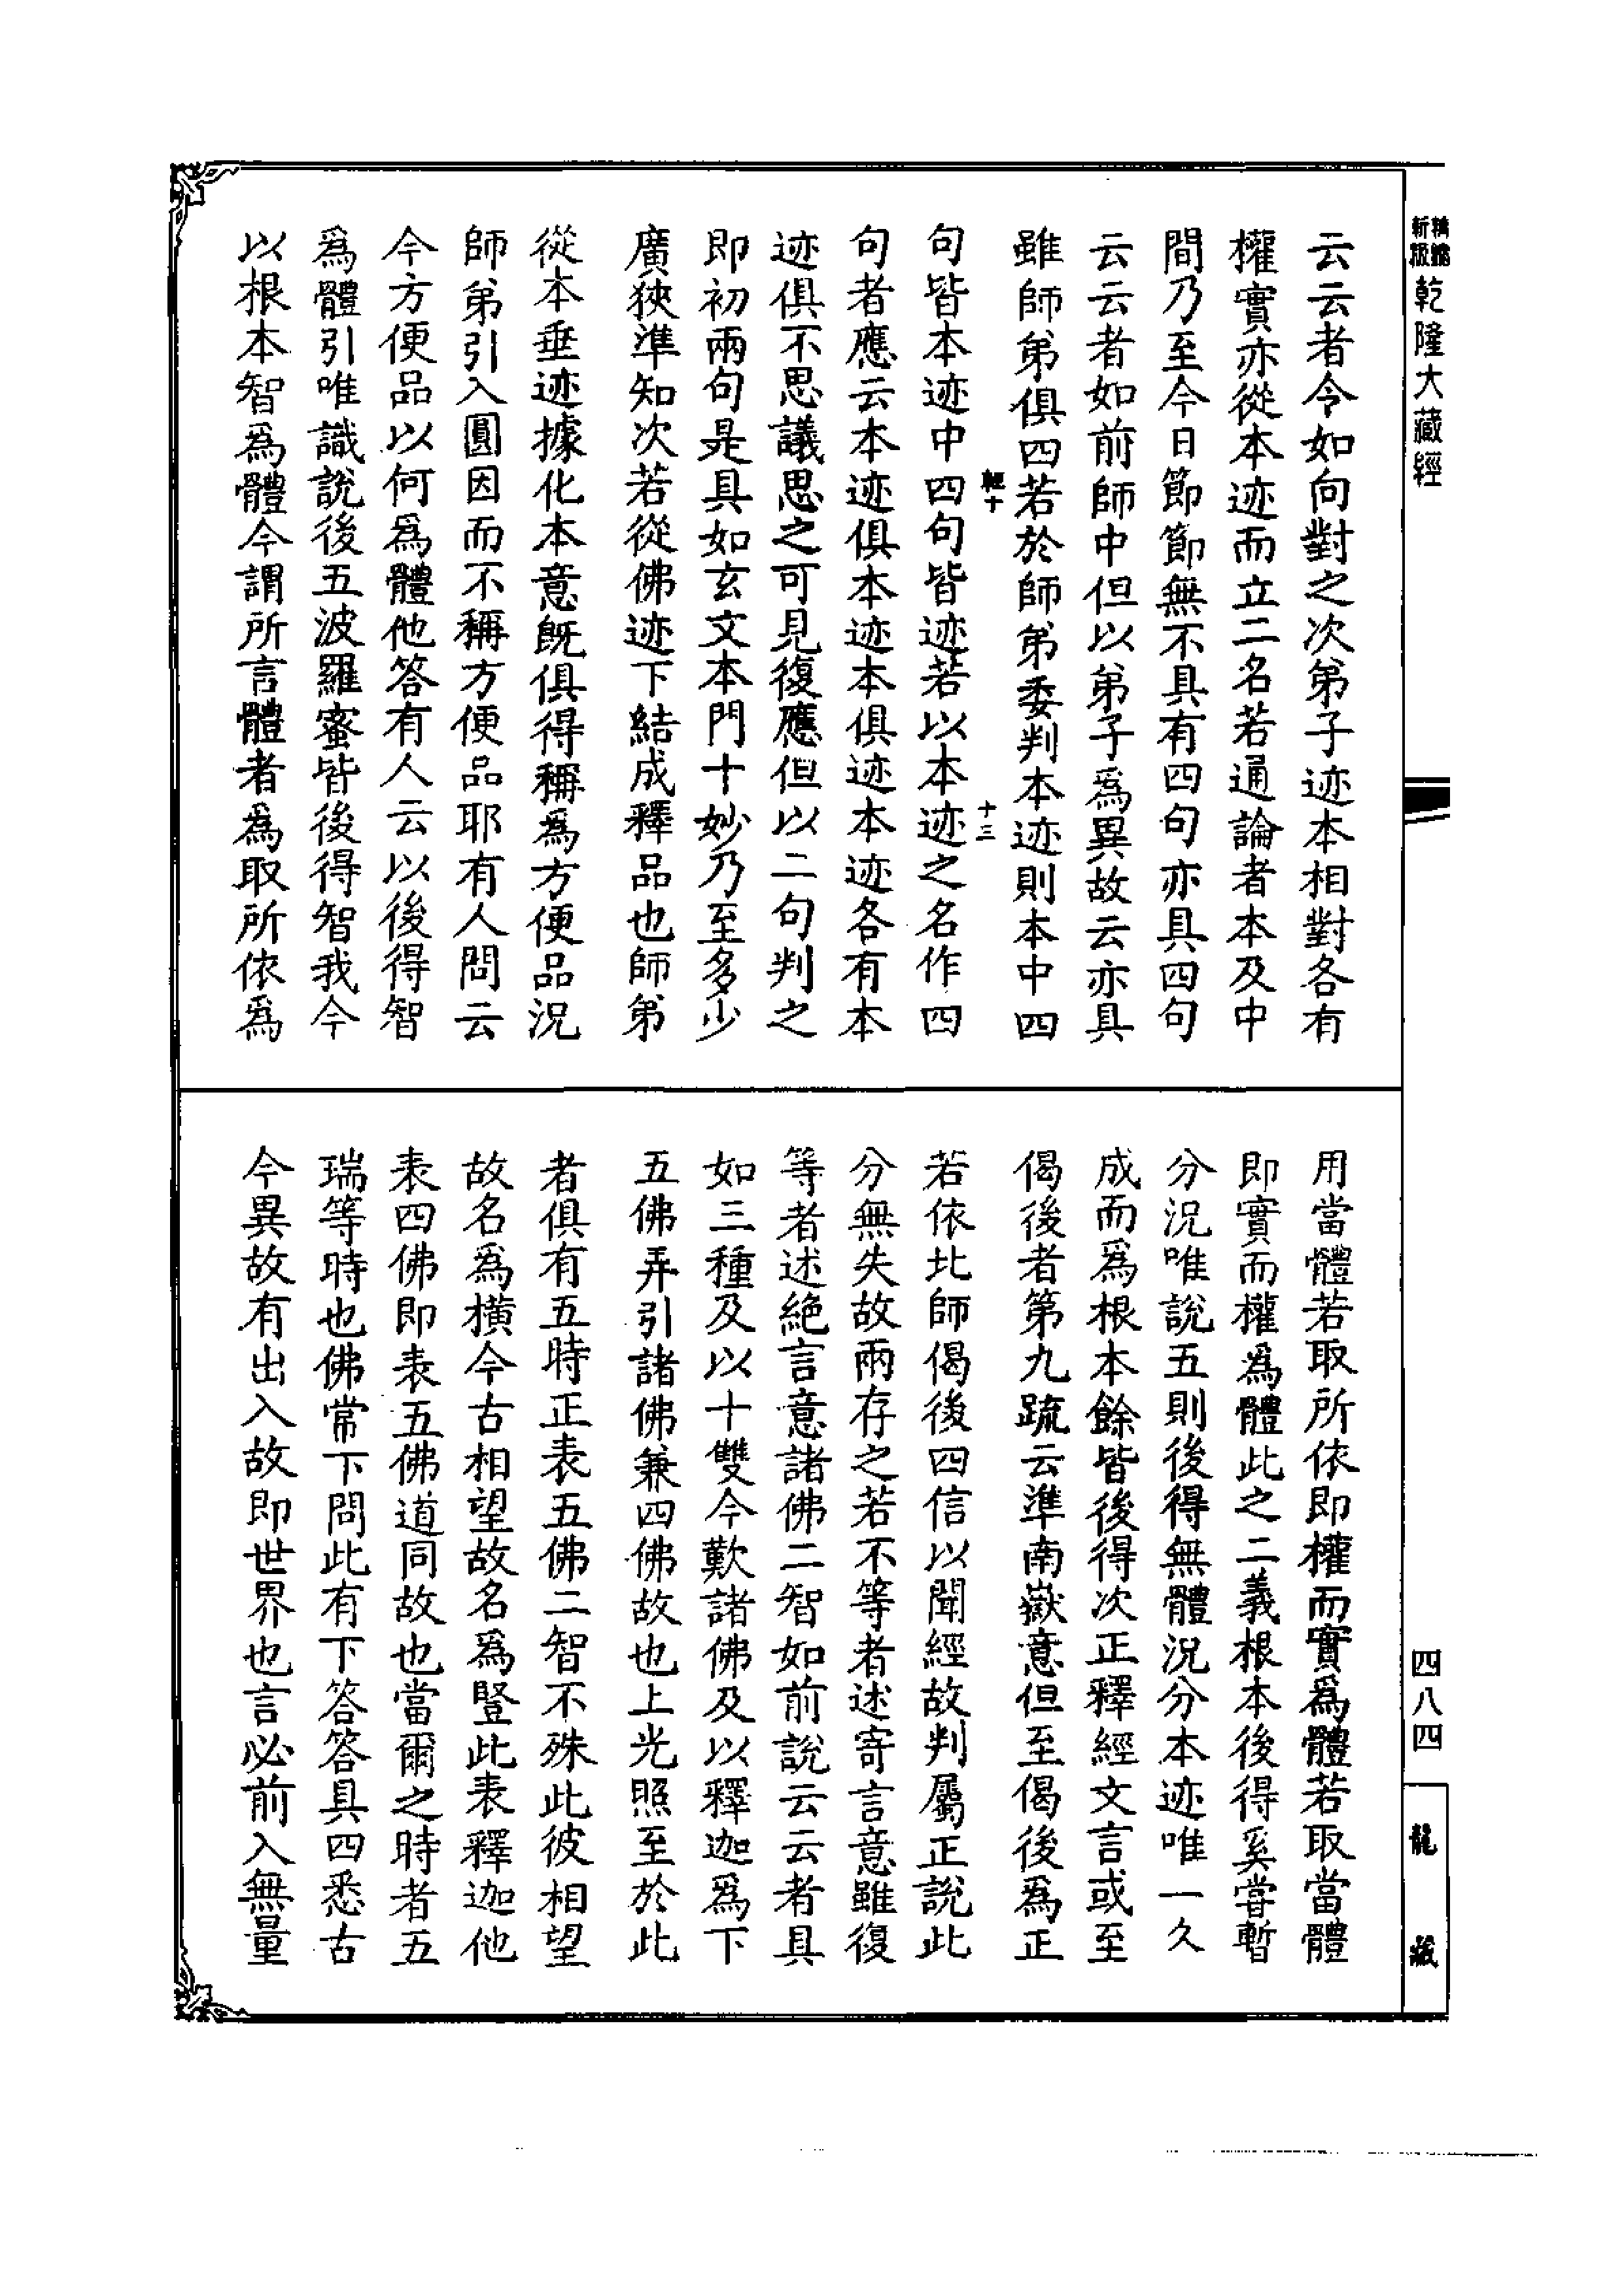 云云者令如向對之次第子迹本相對各有
權實亦從本迹而立二名若通論者本及中
間乃至今日節節無不具有四句亦具四句
云云者如前師中但以弟子爲異故云亦具
雖師弟俱四若於師弟委判本迹則本中四
輕十
十三
句皆本迹中四句皆迹若以本迹之名作四
句者應云本迹俱本迹本俱迹本迹各有本
迹俱不思議思之可見復應但以二句判之
即初兩句是具如玄文本門十妙乃至多少
廣狹準知次若從佛迹下結成釋品也師弟
從本垂迹據化本意旣俱得稱爲方便品況
師弟引入圓因而不稱方便品耶有人問云
今方便品以何爲體他答有人云以後得智
爲體引唯識說後五波羅蜜皆後得智我今
以根本智爲體今謂所言體者爲取所依爲
用當體若取所依即權而實爲體若取當體
即實而權爲體此之二義根本後得奚嘗暫
分況唯說五則後得無體況分本迹唯一久
成而爲根本餘皆後得次正釋經文言或至
偈後者第九䟽云準南嶽意但至偈後爲正
若依此師偈後四信以聞經故判屬正說此
分無失故兩存之若不等者述寄言意雖復
等者述絕言意諸佛二智如前說云云者具
如三種及以十雙今歎諸佛及以釋迦爲下
五佛弄引諸佛兼四佛故也上光照至於此
者俱有五時正表五佛二智不殊此彼相望
故名爲橫今古相望故名爲豎此表釋迦他
表四佛即表五佛道同故也當爾之時者五
瑞等時也佛常下問此有下答答具四悉古
今異故有出入故即世界也言必前入無量
新版
精縮
乾隆大藏經
四八四
龍藏